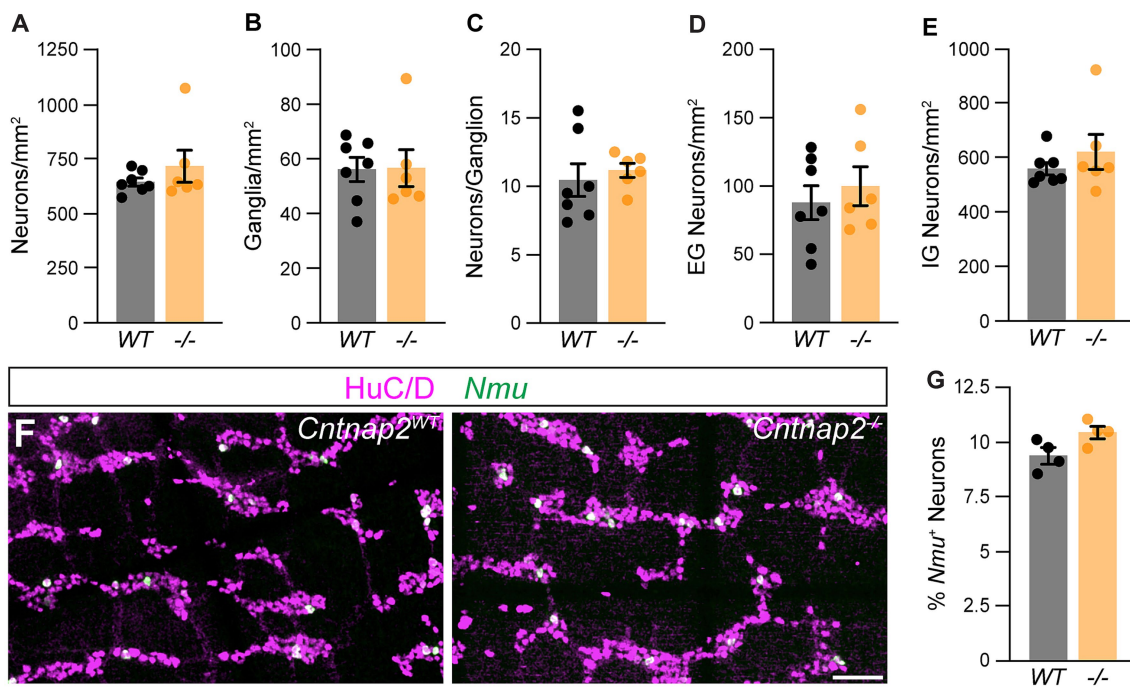 A
Neurons/mm²
1250
1000
750
500
250
0
WT -/-
B
Ganglia/mm²
100
80
60
40
20
0
WT -/-
C
Neurons/Ganglion
20
15
10
5
0
WT -/-
D
EG Neurons/mm²
200
150
100
50
0
WT -/-
E
IG Neurons/mm²
1000
800
600
400
200
0
WT -/-
HuC/D Nmu
F
Cntnap2^WT
Cntnap2^-/-
G
% Nmu⁺ Neurons
12.5
10
7.5
5
2.5
0
WT -/-